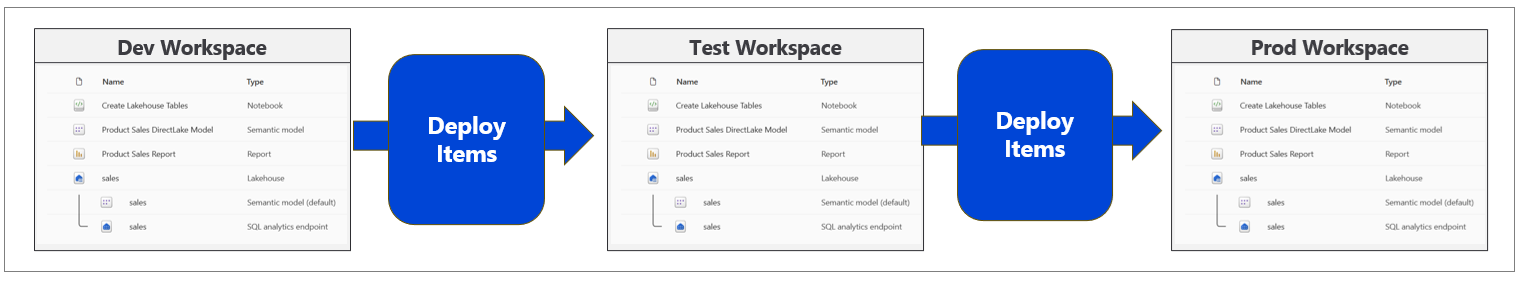 Dev Workspace
Name Type
Create Lakehouse Tables Notebook
Product Sales DirectLake Model Semantic model
Product Sales Report Report
sales Lakehouse
sales Semantic model (default)
sales SQL analytics endpoint
Deploy
Items
Test Workspace
Name Type
Create Lakehouse Tables Notebook
Product Sales DirectLake Model Semantic model
Product Sales Report Report
sales Lakehouse
sales Semantic model (default)
sales SQL analytics endpoint
Deploy
Items
Prod Workspace
Name Type
Create Lakehouse Tables Notebook
Product Sales DirectLake Model Semantic model
Product Sales Report Report
sales Lakehouse
sales Semantic model (default)
sales SQL analytics endpoint